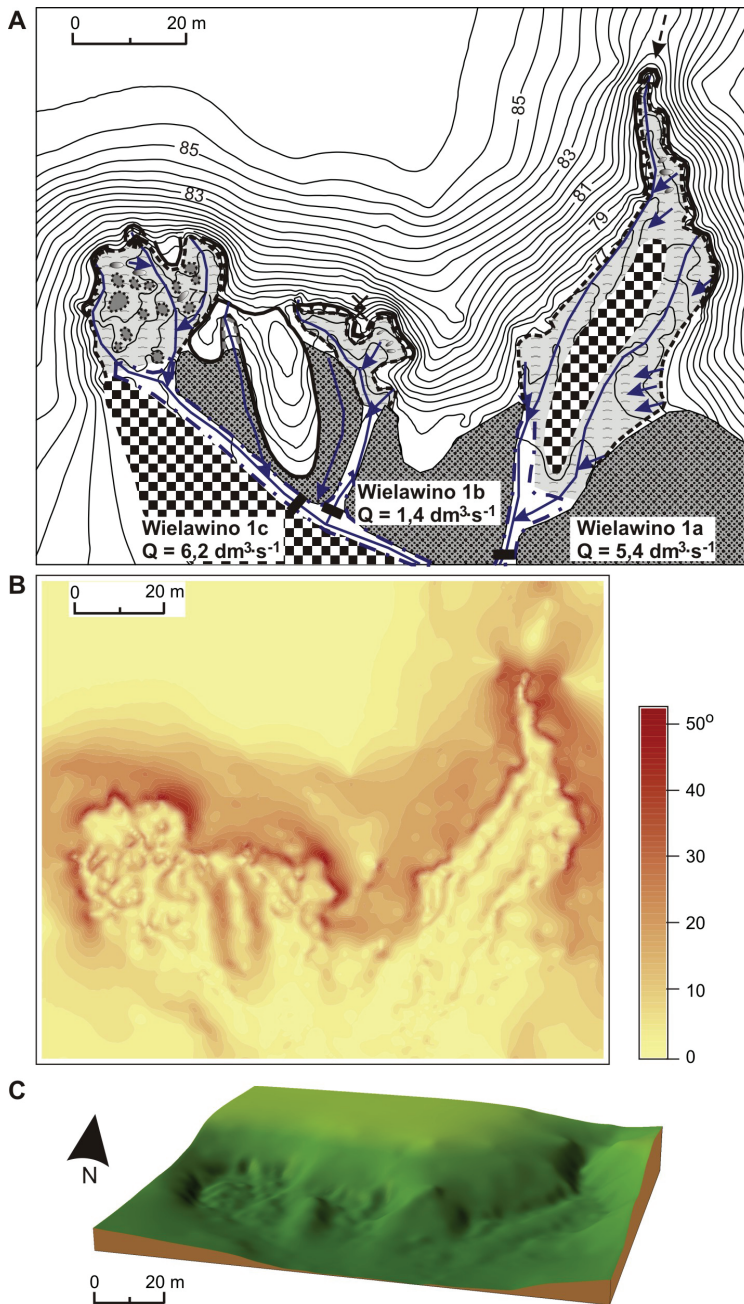 A
0 20 m
85
83
85
83
81
79
77
Wielawino 1c
Q = 6,2 dm³·s⁻¹
Wielawino 1b
Q = 1,4 dm³·s⁻¹
Wielawino 1a
Q = 5,4 dm³·s⁻¹
B
0 20 m
50⁰
40
30
20
10
0
C
N
0 20 m